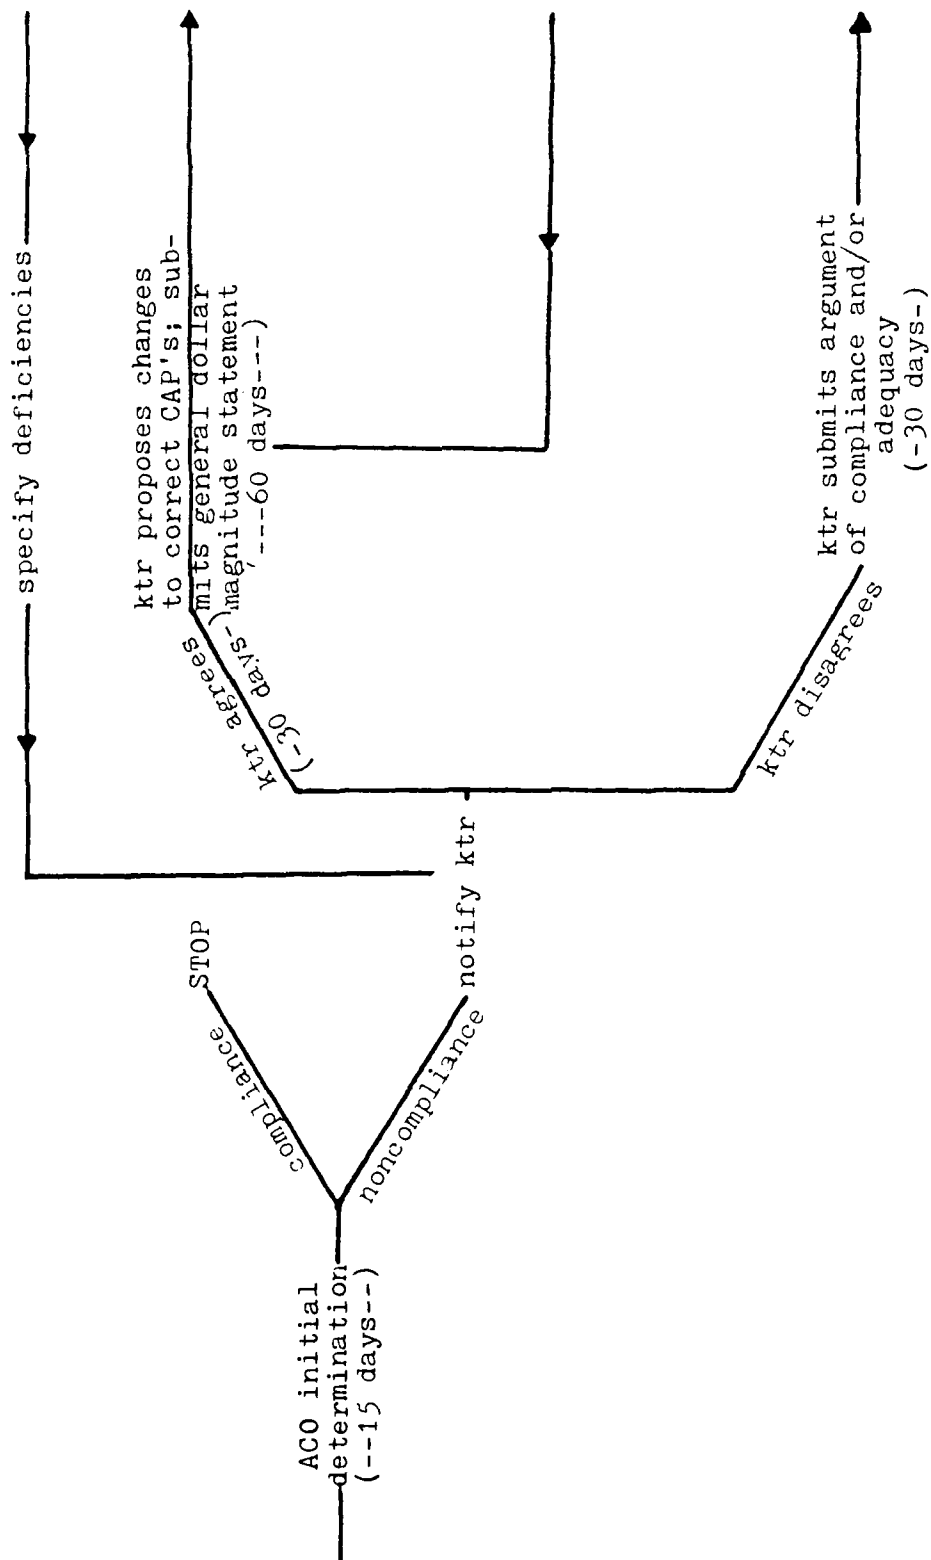 ACO initial
determination
(--15 days--)
compliance
STOP
noncompliance
notify ktr
specify deficiencies
ktr agrees
(-30 days-)
ktr proposes changes
to correct CAP's; sub-
mits general dollar
magnitude statement
'---60 days---)
ktr disagrees
ktr submits argument
of compliance and/or
adequacy
(-30 days-)